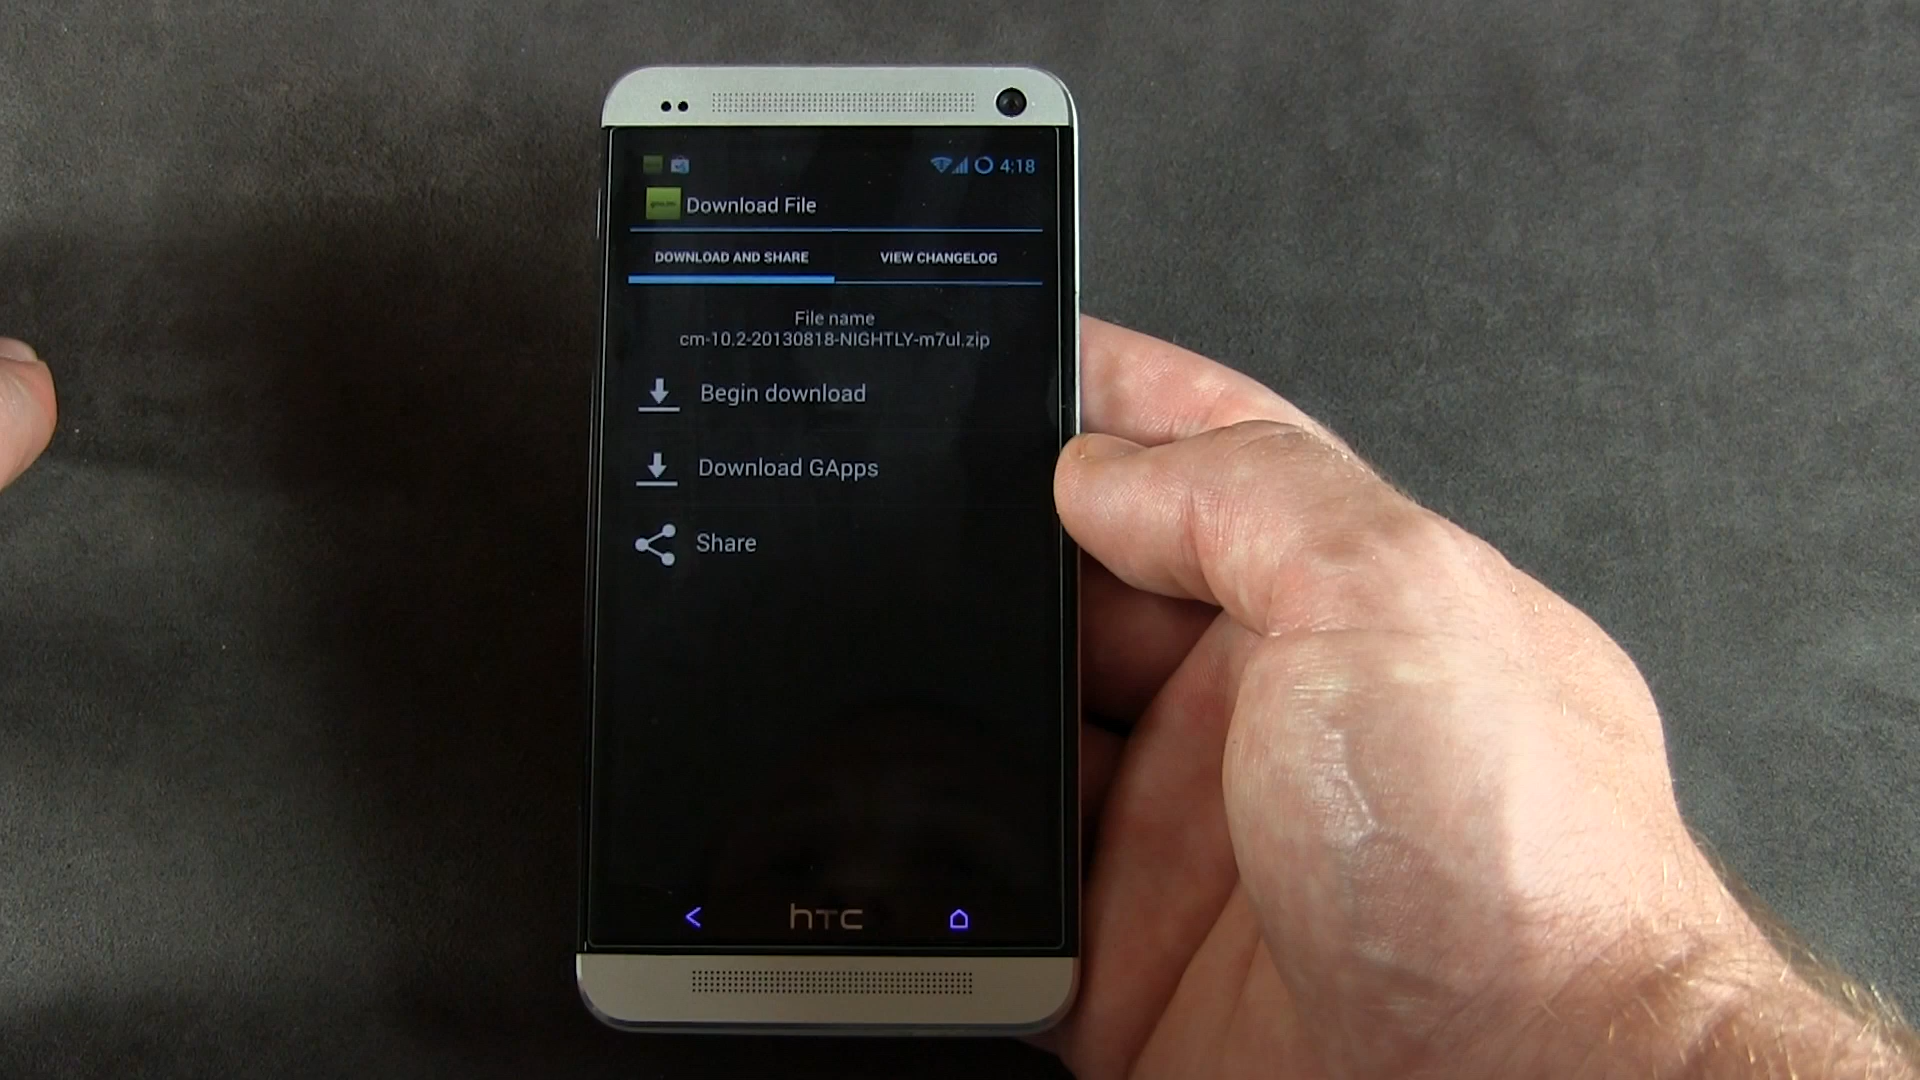 4:18
Download File
DOWNLOAD AND SHARE VIEW CHANGELOG
File name
cm-10.2-20130818-NIGHTLY-m7ul.zip
Begin download
Download GApps
Share
hTC